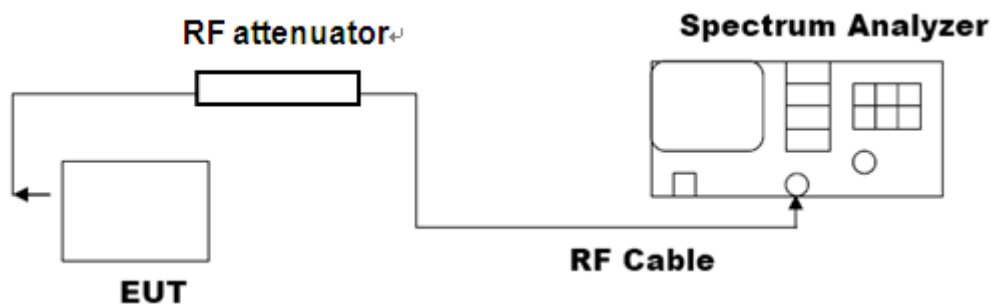 RF attenuator↵
Spectrum Analyzer
RF Cable
EUT